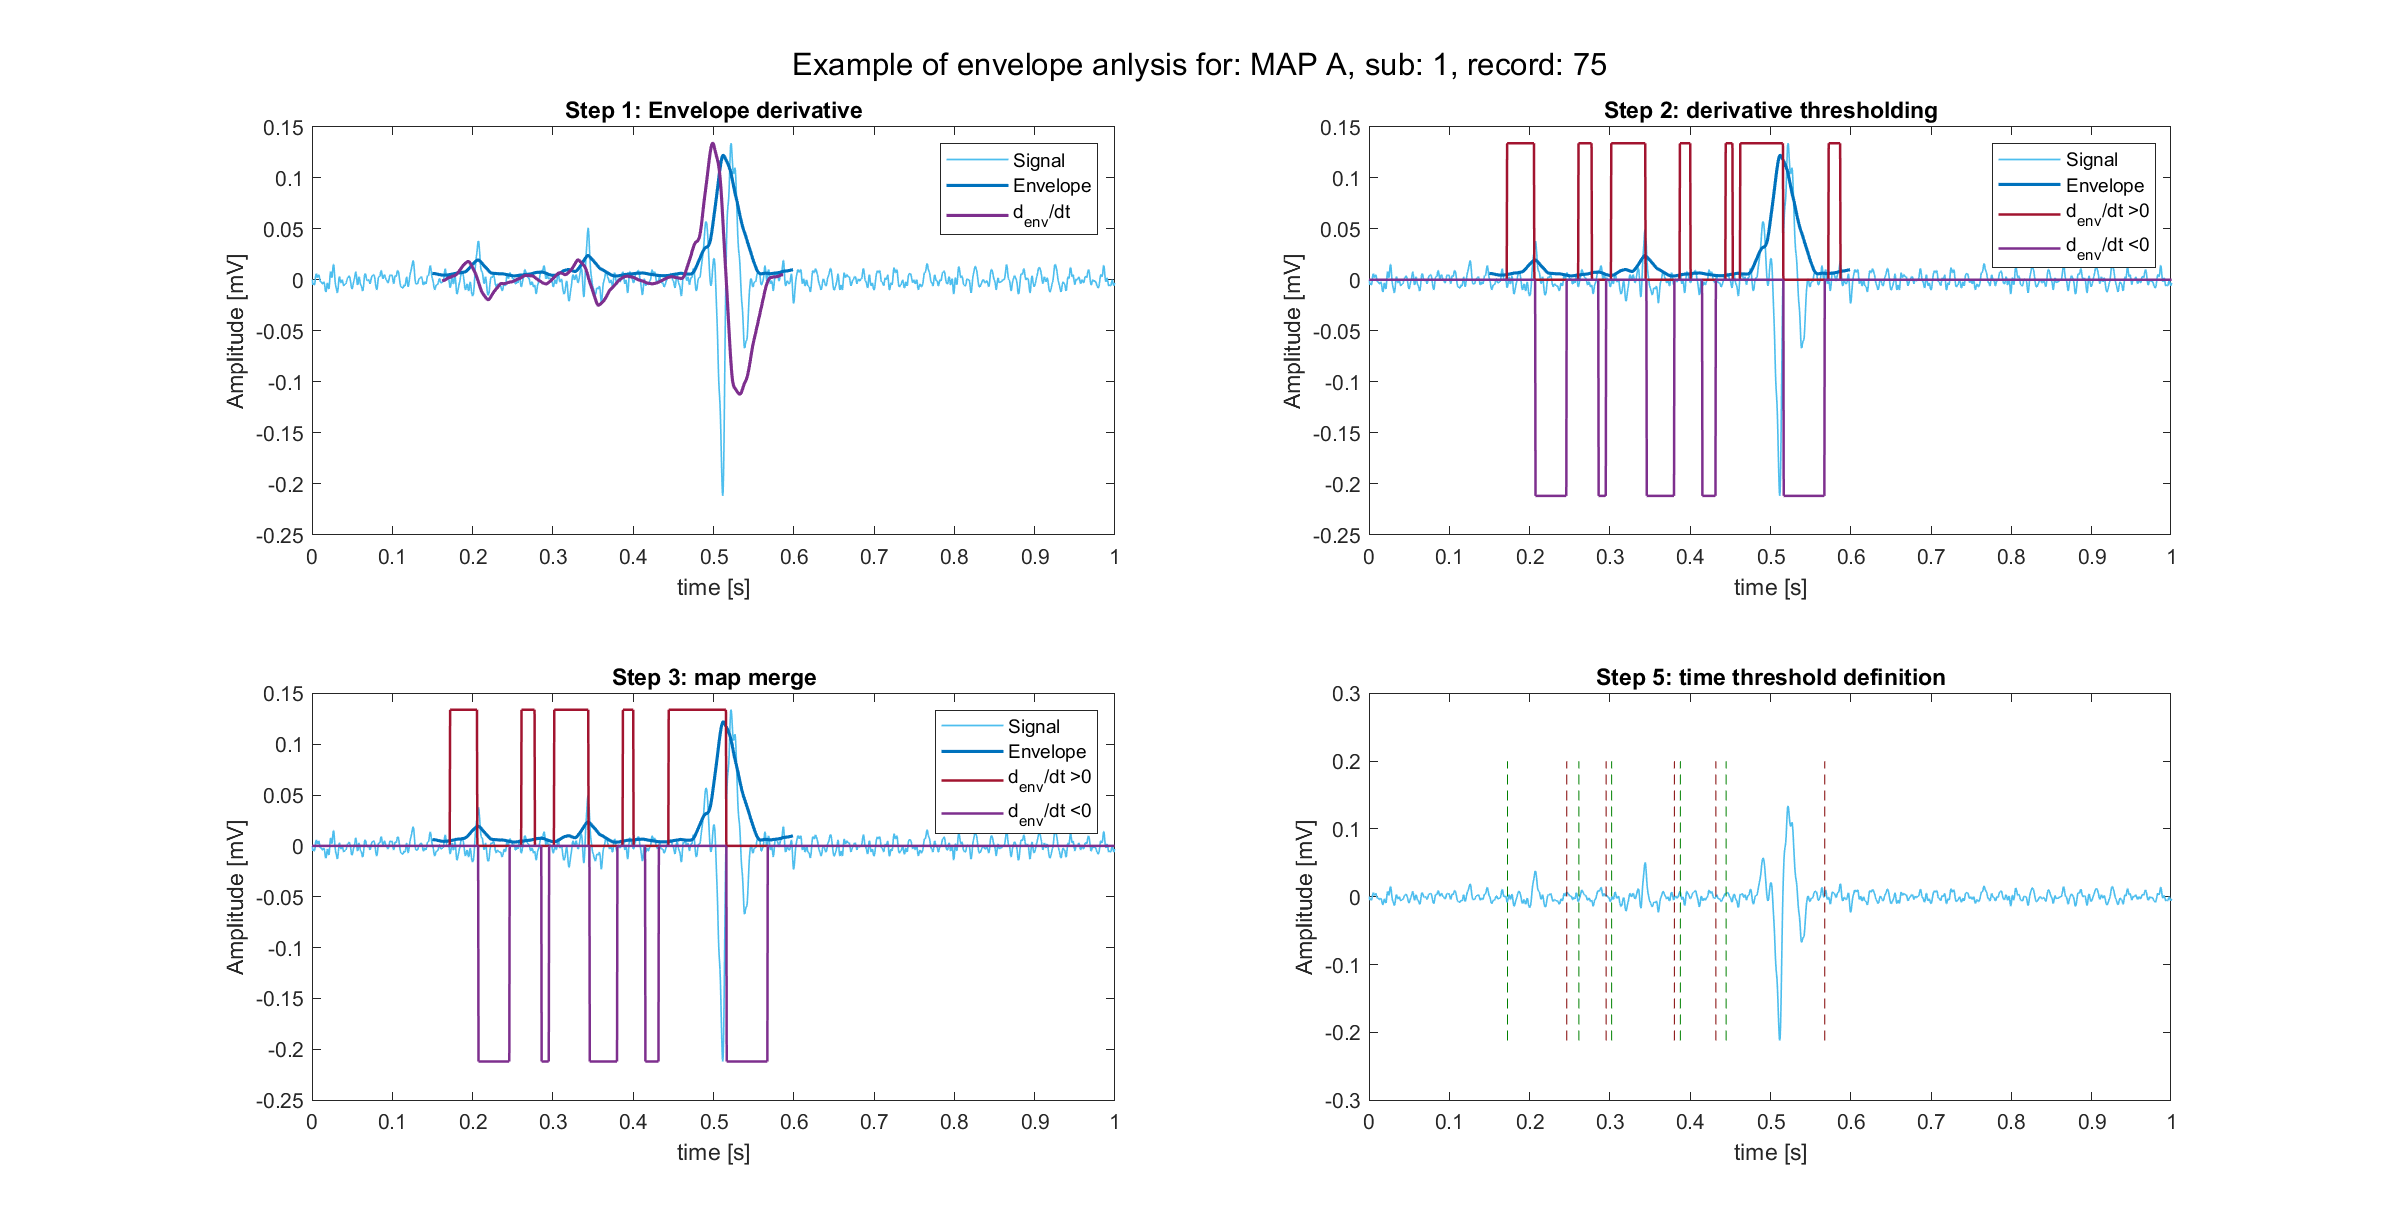 Example of envelope anlysis for: MAP A, sub: 1, record: 75
Step 1: Envelope derivative
0.15
0.1
0.05
0
-0.05
-0.1
-0.15
-0.2
-0.25
Amplitude [mV]
0 0.1 0.2 0.3 0.4 0.5 0.6 0.7 0.8 0.9 1
time [s]
Signal
Envelope
d_env/dt
Step 2: derivative thresholding
0.15
0.1
0.05
0
-0.05
-0.1
-0.15
-0.2
-0.25
Amplitude [mV]
0 0.1 0.2 0.3 0.4 0.5 0.6 0.7 0.8 0.9 1
time [s]
Signal
Envelope
d_env/dt >0
d_env/dt <0
Step 3: map merge
0.15
0.1
0.05
0
-0.05
-0.1
-0.15
-0.2
-0.25
Amplitude [mV]
0 0.1 0.2 0.3 0.4 0.5 0.6 0.7 0.8 0.9 1
time [s]
Signal
Envelope
d_env/dt >0
d_env/dt <0
Step 5: time threshold definition
0.3
0.2
0.1
0
-0.1
-0.2
-0.3
Amplitude [mV]
0 0.1 0.2 0.3 0.4 0.5 0.6 0.7 0.8 0.9 1
time [s]